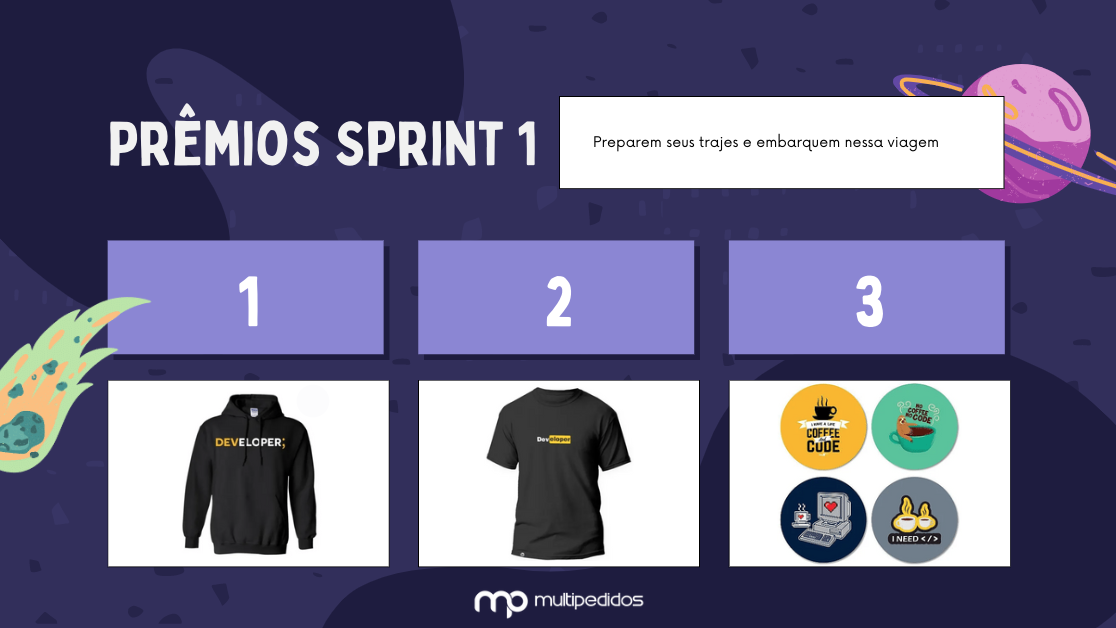 PRÊMIOS SPRINT 1
Preparem seus trajes e embarquem nessa viagem
1
2
3
DEVELOPER;
Developer
I HAVE A LIFE
COFFEE
CODE
NO
COFFEE
NO CODE
I NEED </>
mp multipedidos